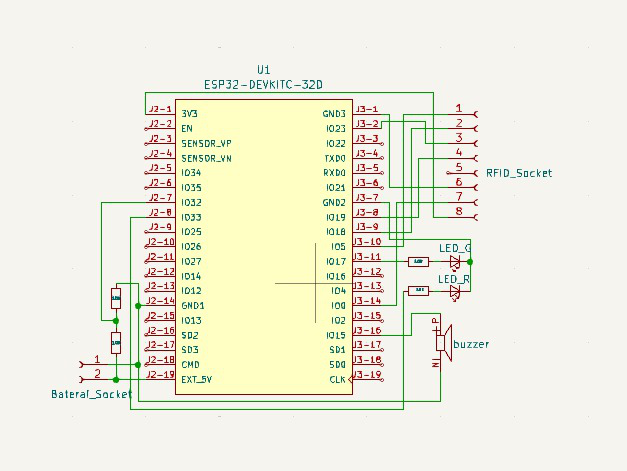 U1
ESP32-DEVKITC-32D
J2-1 3V3 GND3 J3-1 1
J2-2 EN IO23 J3-2 2
J2-3 SENSOR_VP IO22 J3-3 3
J2-4 SENSOR_VN TXD0 J3-4 4
J2-5 IO34 RXD0 J3-5 5 RFID_Socket
J2-6 IO35 IO21 J3-6 6
J2-7 IO32 GND2 J3-7 7
J2-8 IO33 IO19 J3-8 8
J2-9 IO25 IO18 J3-9
J2-10 IO26 IO5 J3-10 LED_G
J2-11 IO27 IO17 J3-11
J2-12 IO14 IO16 J3-12 LED_R
J2-13 IO12 IO4 J3-13
J2-14 GND1 IO0 J3-14
J2-15 IO13 IO2 J3-15
J2-16 SD2 IO15 J3-16 P
J2-17 SD3 SD1 J3-17 buzzer
1 J2-18 CMD SD0 J3-18 N
2 J2-19 EXT_5V CLK J3-19
Bateral_Socket